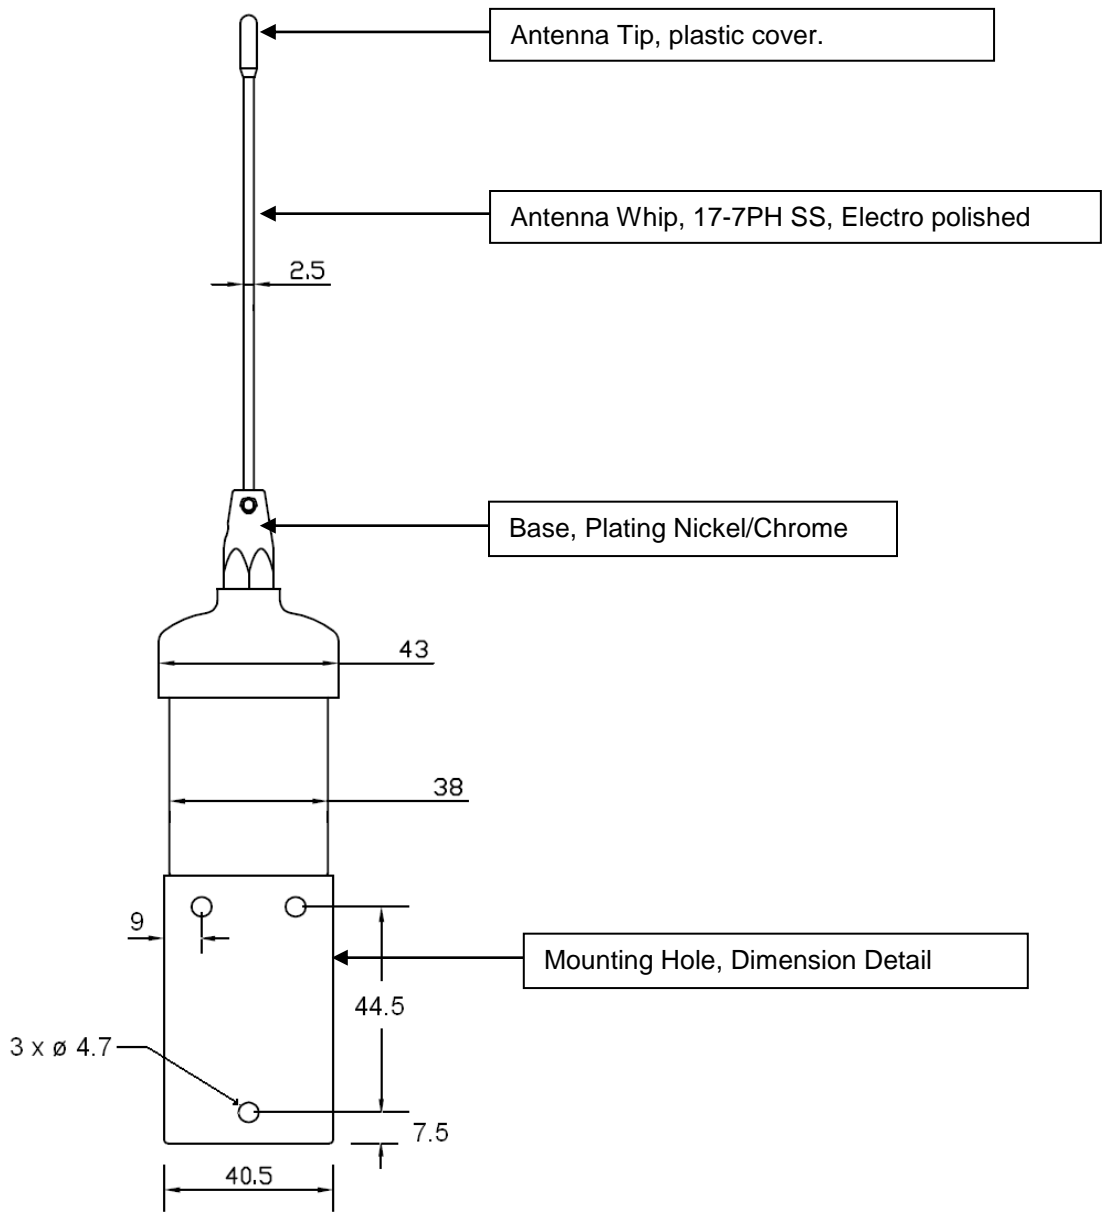 Antenna Tip, plastic cover.
Antenna Whip, 17-7PH SS, Electro polished
2.5
Base, Plating Nickel/Chrome
43
38
9
Mounting Hole, Dimension Detail
44.5
3 x ø 4.7
7.5
40.5